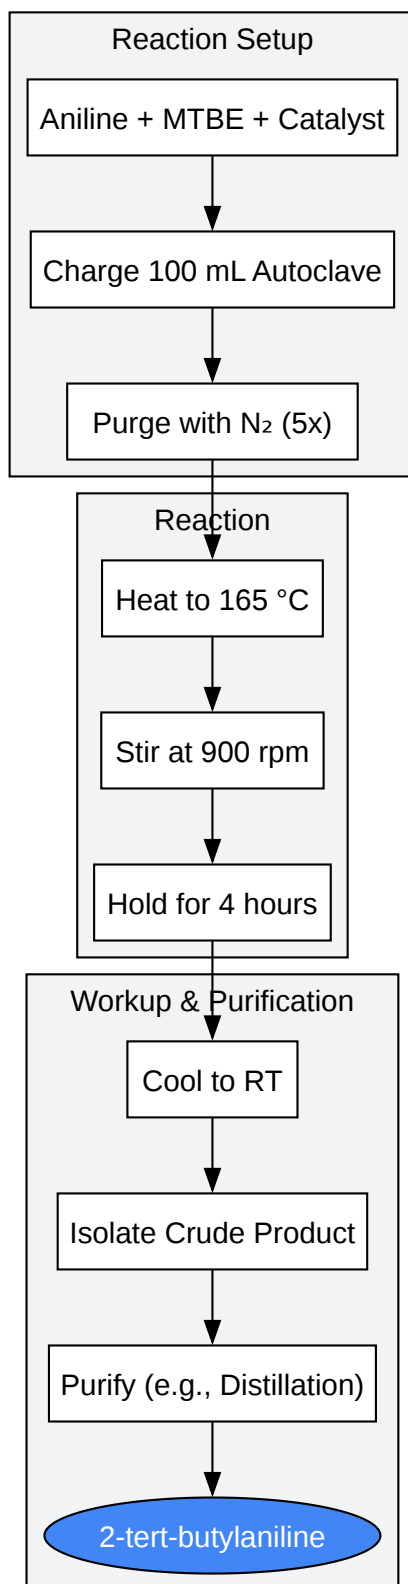 Reaction Setup
Aniline + MTBE + Catalyst
Charge 100 mL Autoclave
Purge with N₂ (5x)
Reaction
Heat to 165 °C
Stir at 900 rpm
Hold for 4 hours
Workup & Purification
Cool to RT
Isolate Crude Product
Purify (e.g., Distillation)
2-tert-butylaniline